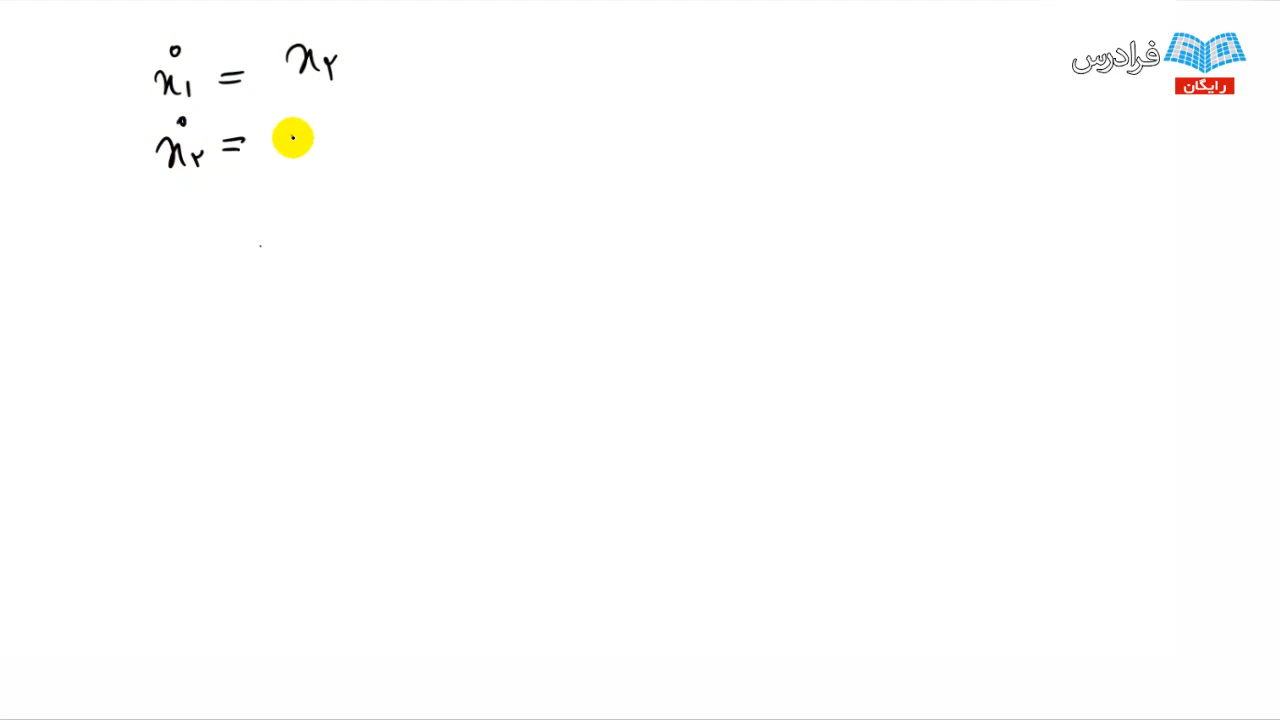 ẋ۱ = x۲
ẋ۲ =
فرادرس
رایگان